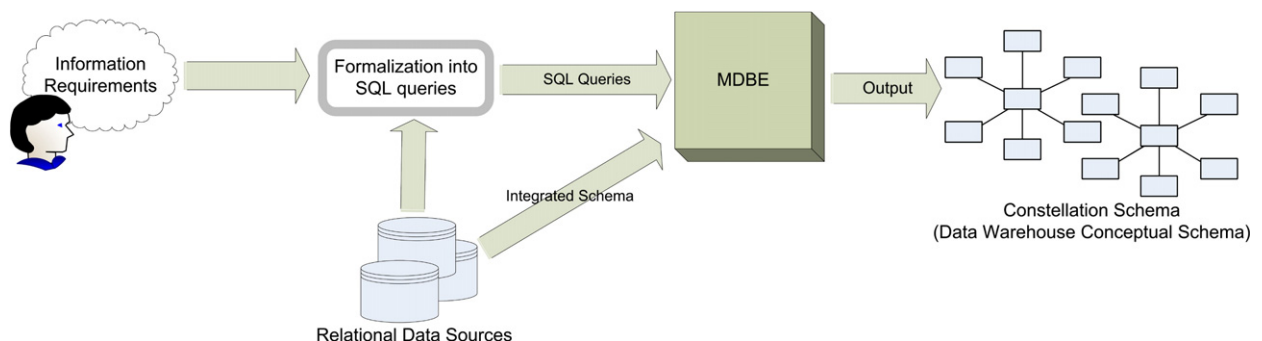 Information
Requirements
Formalization into
SQL queries
SQL Queries
MDBE
Output
Integrated Schema
Relational Data Sources
Constellation Schema
(Data Warehouse Conceptual Schema)